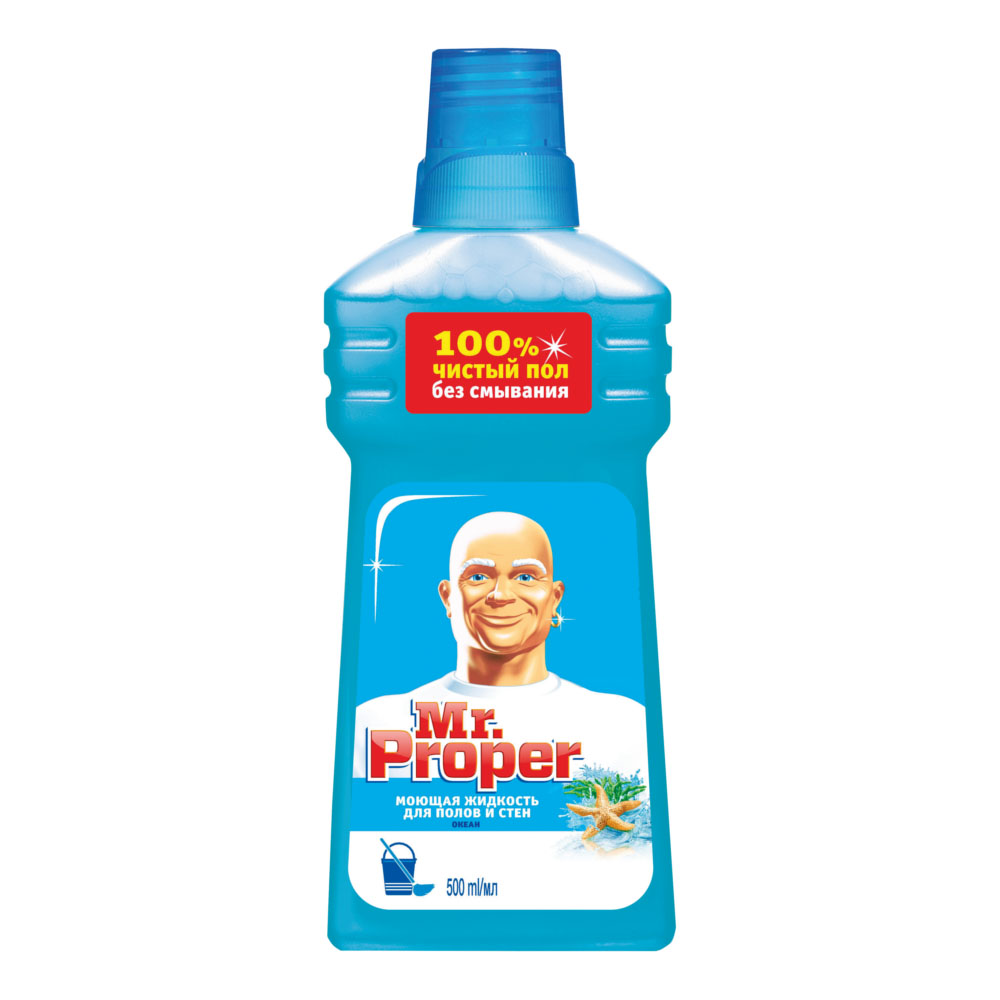 100%
чистый пол
без смывания
Mr.
Proper
МОЮЩАЯ ЖИДКОСТЬ
ДЛЯ ПОЛОВ И СТЕН
ОКЕАН
500 ml/мл